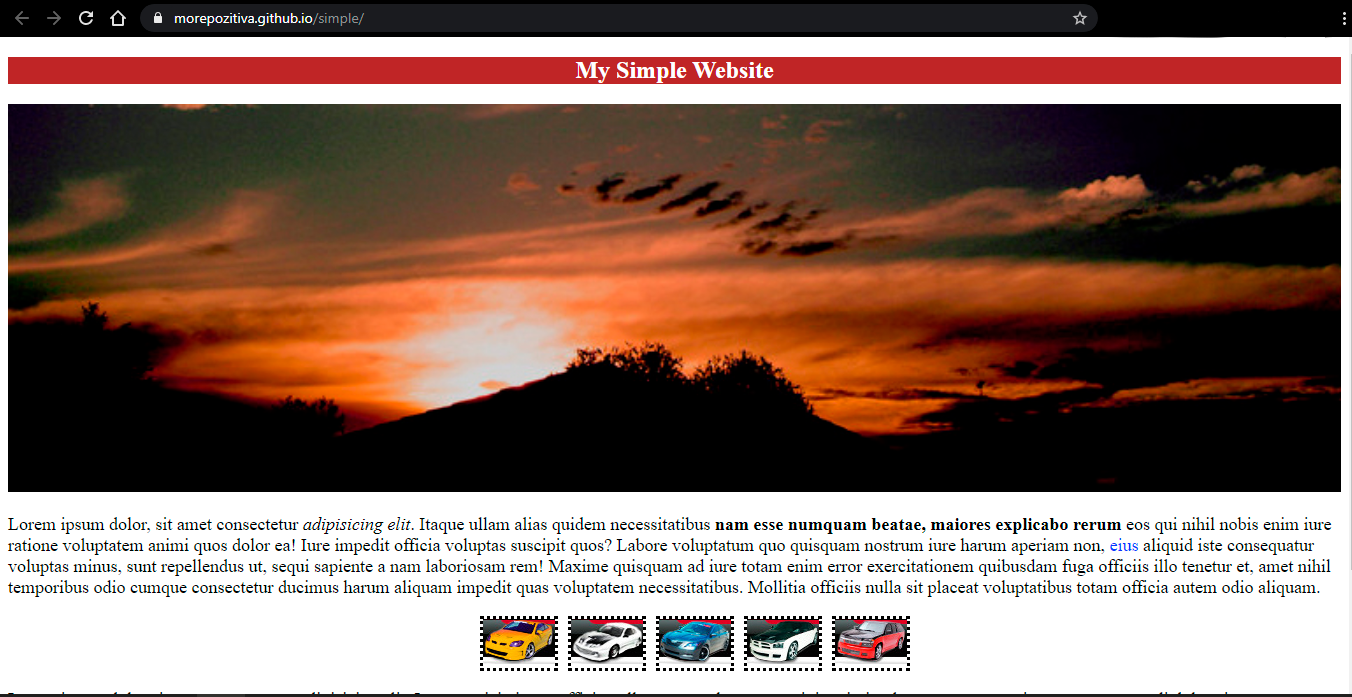 morepozitiva.github.io/simple/
My Simple Website
Lorem ipsum dolor, sit amet consectetur adipisicing elit. Itaque ullam alias quidem necessitatibus nam esse numquam beatae, maiores explicabo rerum eos qui nihil nobis enim iure
ratione voluptatem animi quos dolor ea! Iure impedit officia voluptas suscipit quos? Labore voluptatum quo quisquam nostrum iure harum aperiam non, eius aliquid iste consequatur
voluptas minus, sunt repellendus ut, sequi sapiente a nam laboriosam rem! Maxime quisquam ad iure totam enim error exercitationem quibusdam fuga officiis illo tenetur et, amet nihil
temporibus odio cumque consectetur ducimus harum aliquam impedit quas voluptatem necessitatibus. Mollitia officiis nulla sit placeat voluptatibus totam officia autem odio aliquam.